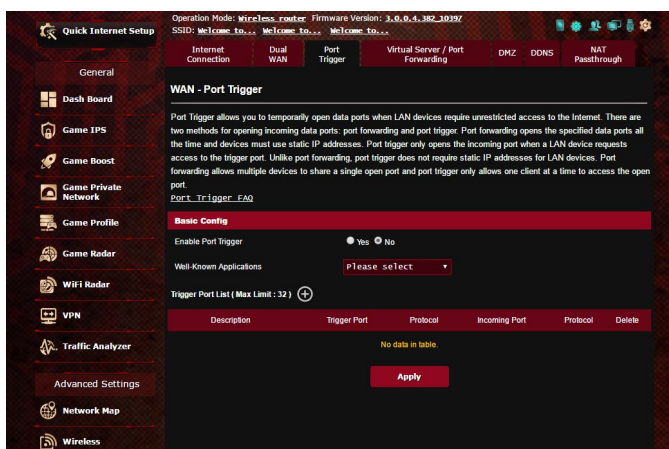 Quick Internet Setup
Operation Mode: Wireless router Firmware Version: 3.0.0.4.382_10397
SSID: Welcome to... Welcome to... Welcome to...
General
Dash Board
Game IPS
Game Boost
Game Private
Network
Game Profile
Game Radar
WiFi Radar
VPN
Traffic Analyzer
Advanced Settings
Network Map
Wireless
Internet
Connection
Dual
WAN
Port
Trigger
Virtual Server / Port
Forwarding
DMZ
DDNS
NAT
Passthrough
WAN - Port Trigger
Port Trigger allows you to temporarily open data ports when LAN devices require unrestricted access to the Internet. There are
two methods for opening incoming data ports: port forwarding and port trigger. Port forwarding opens the specified data ports all
the time and devices must use static IP addresses. Port trigger only opens the incoming port when a LAN device requests
access to the trigger port. Unlike port forwarding, port trigger does not require static IP addresses for LAN devices. Port
forwarding allows multiple devices to share a single open port and port trigger only allows one client at a time to access the open
port.
Port Trigger FAQ
Basic Config
Enable Port Trigger Yes No
Well-Known Applications Please select
Trigger Port List ( Max Limit : 32 )
Description Trigger Port Protocol Incoming Port Protocol Delete
No data in table.
Apply